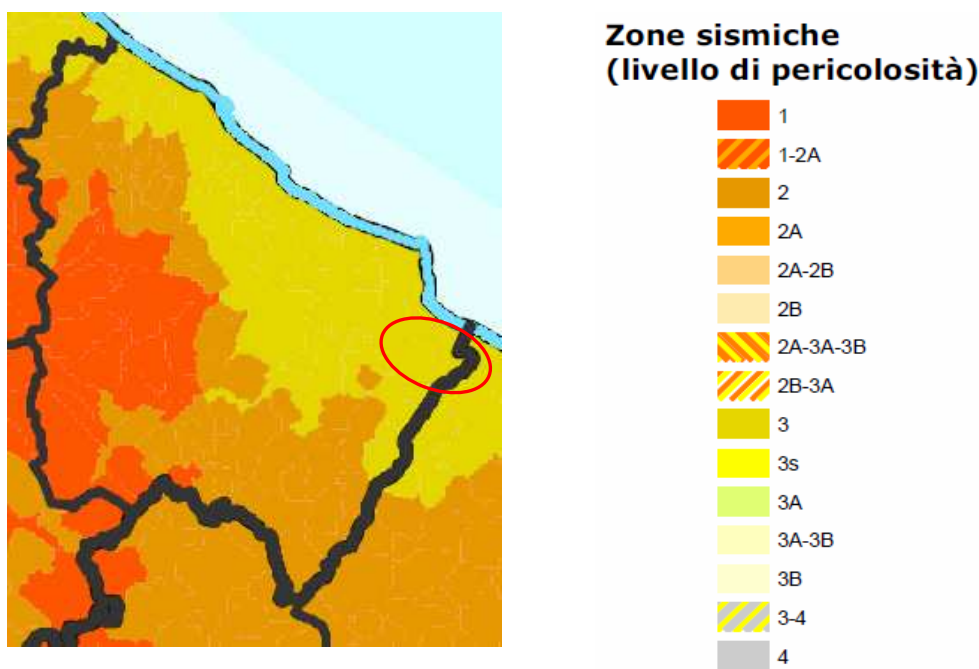 Zone sismiche
(livello di pericolosità)
1
1-2A
2
2A
2A-2B
2B
2A-3A-3B
2B-3A
3
3s
3A
3A-3B
3B
3-4
4